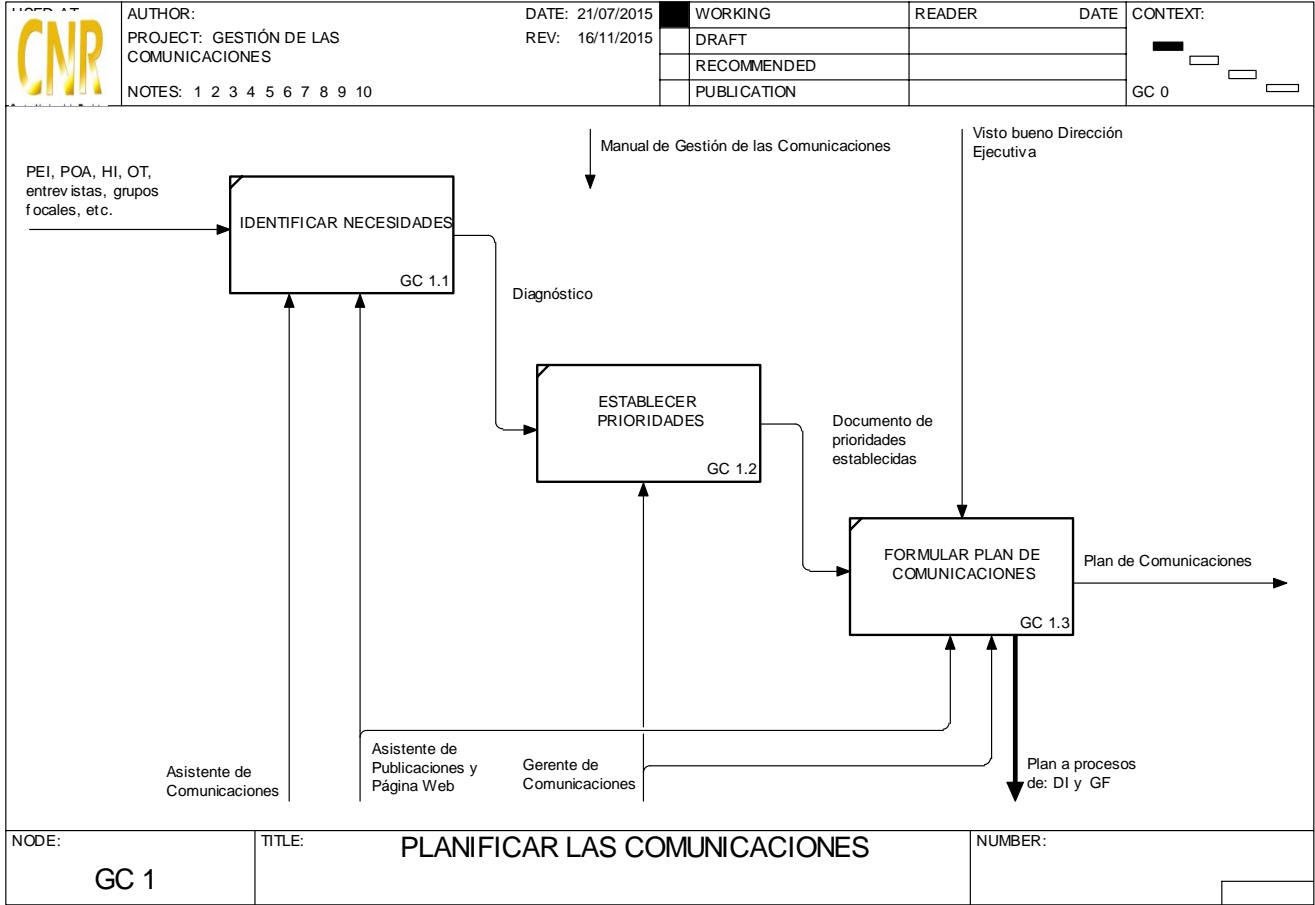 AUTHOR:
PROJECT: GESTIÓN DE LAS
COMUNICACIONES
NOTES: 1 2 3 4 5 6 7 8 9 10
DATE: 21/07/2015
REV: 16/11/2015
WORKING
DRAFT
RECOMMENDED
PUBLICATION
READER DATE
CONTEXT:
GC 0
CNR
Manual de Gestión de las Comunicaciones
Visto bueno Dirección
Ejecutiva
PEI, POA, HI, OT,
entrevistas, grupos
focales, etc.
IDENTIFICAR NECESIDADES
GC 1.1
Diagnóstico
ESTABLECER
PRIORIDADES
GC 1.2
Documento de
prioridades
establecidas
FORMULAR PLAN DE
COMUNICACIONES
GC 1.3
Plan de Comunicaciones
Asistente de
Comunicaciones
Asistente de
Publicaciones y
Página Web
Gerente de
Comunicaciones
Plan a procesos
de: DI y GF
NODE:
GC 1
TITLE:
PLANIFICAR LAS COMUNICACIONES
NUMBER: